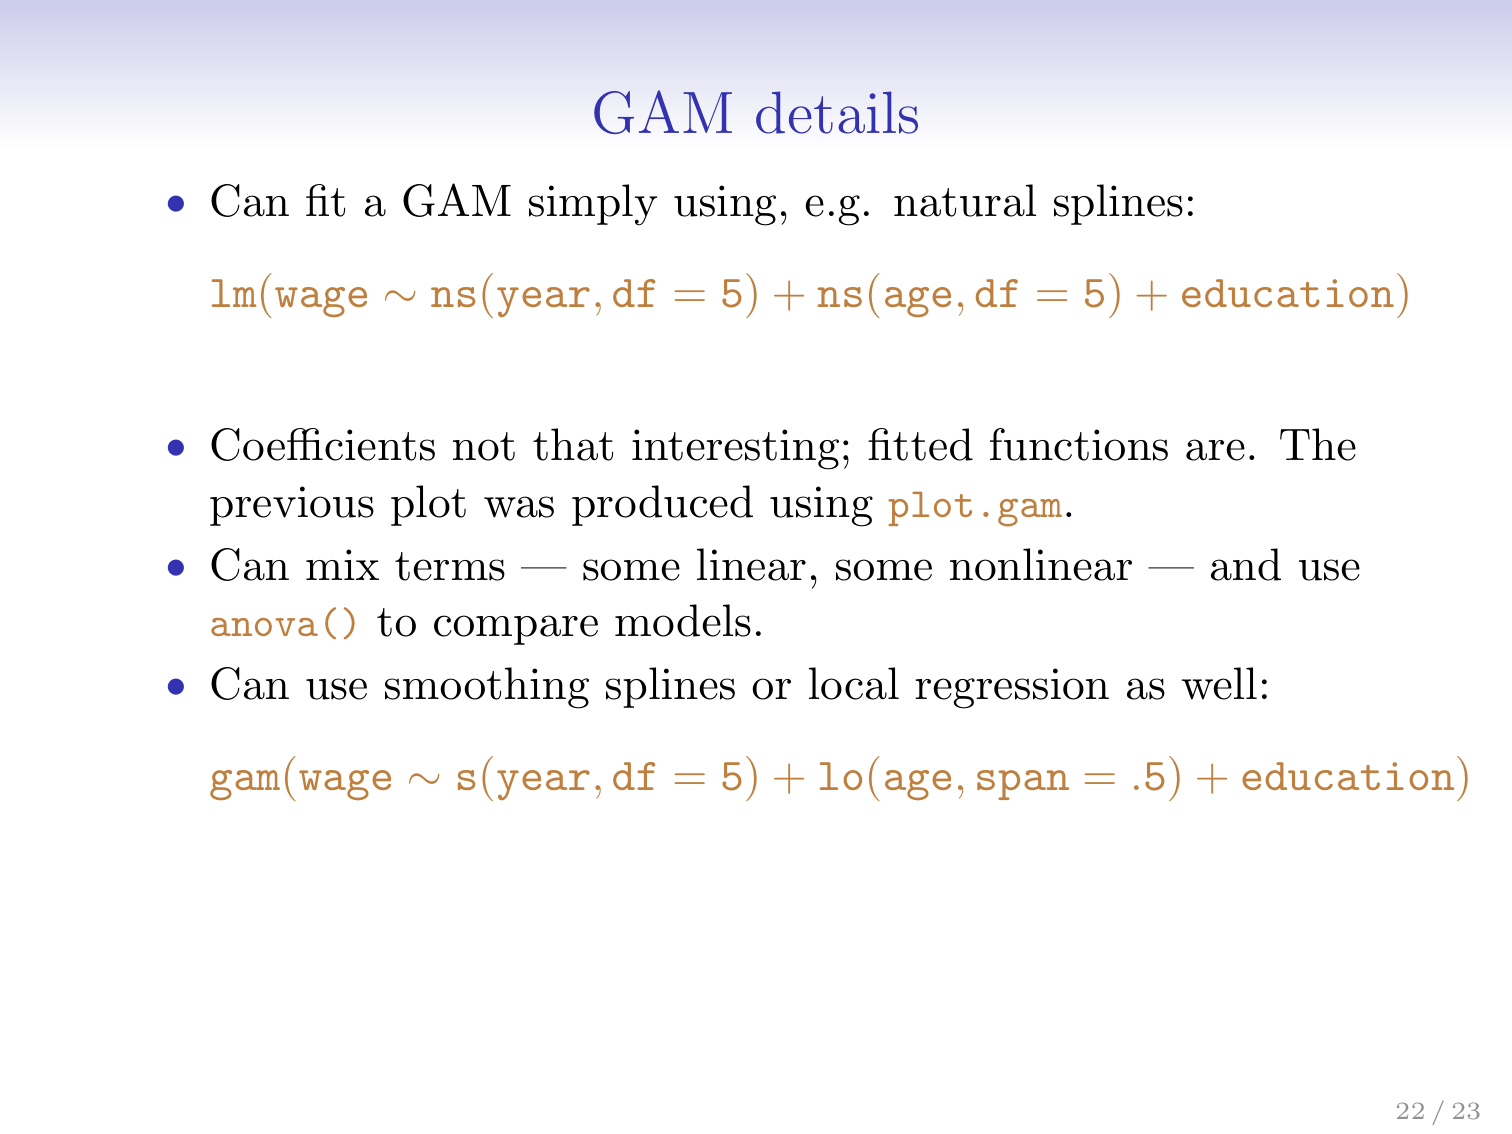 GAM details
• Can fit a GAM simply using, e.g. natural splines:
lm(wage ∼ ns(year, df = 5) + ns(age, df = 5) + education)
• Coefficients not that interesting; fitted functions are. The
previous plot was produced using plot.gam.
• Can mix terms — some linear, some nonlinear — and use
anova() to compare models.
• Can use smoothing splines or local regression as well:
gam(wage ∼ s(year, df = 5) + lo(age, span = .5) + education)
22 / 23